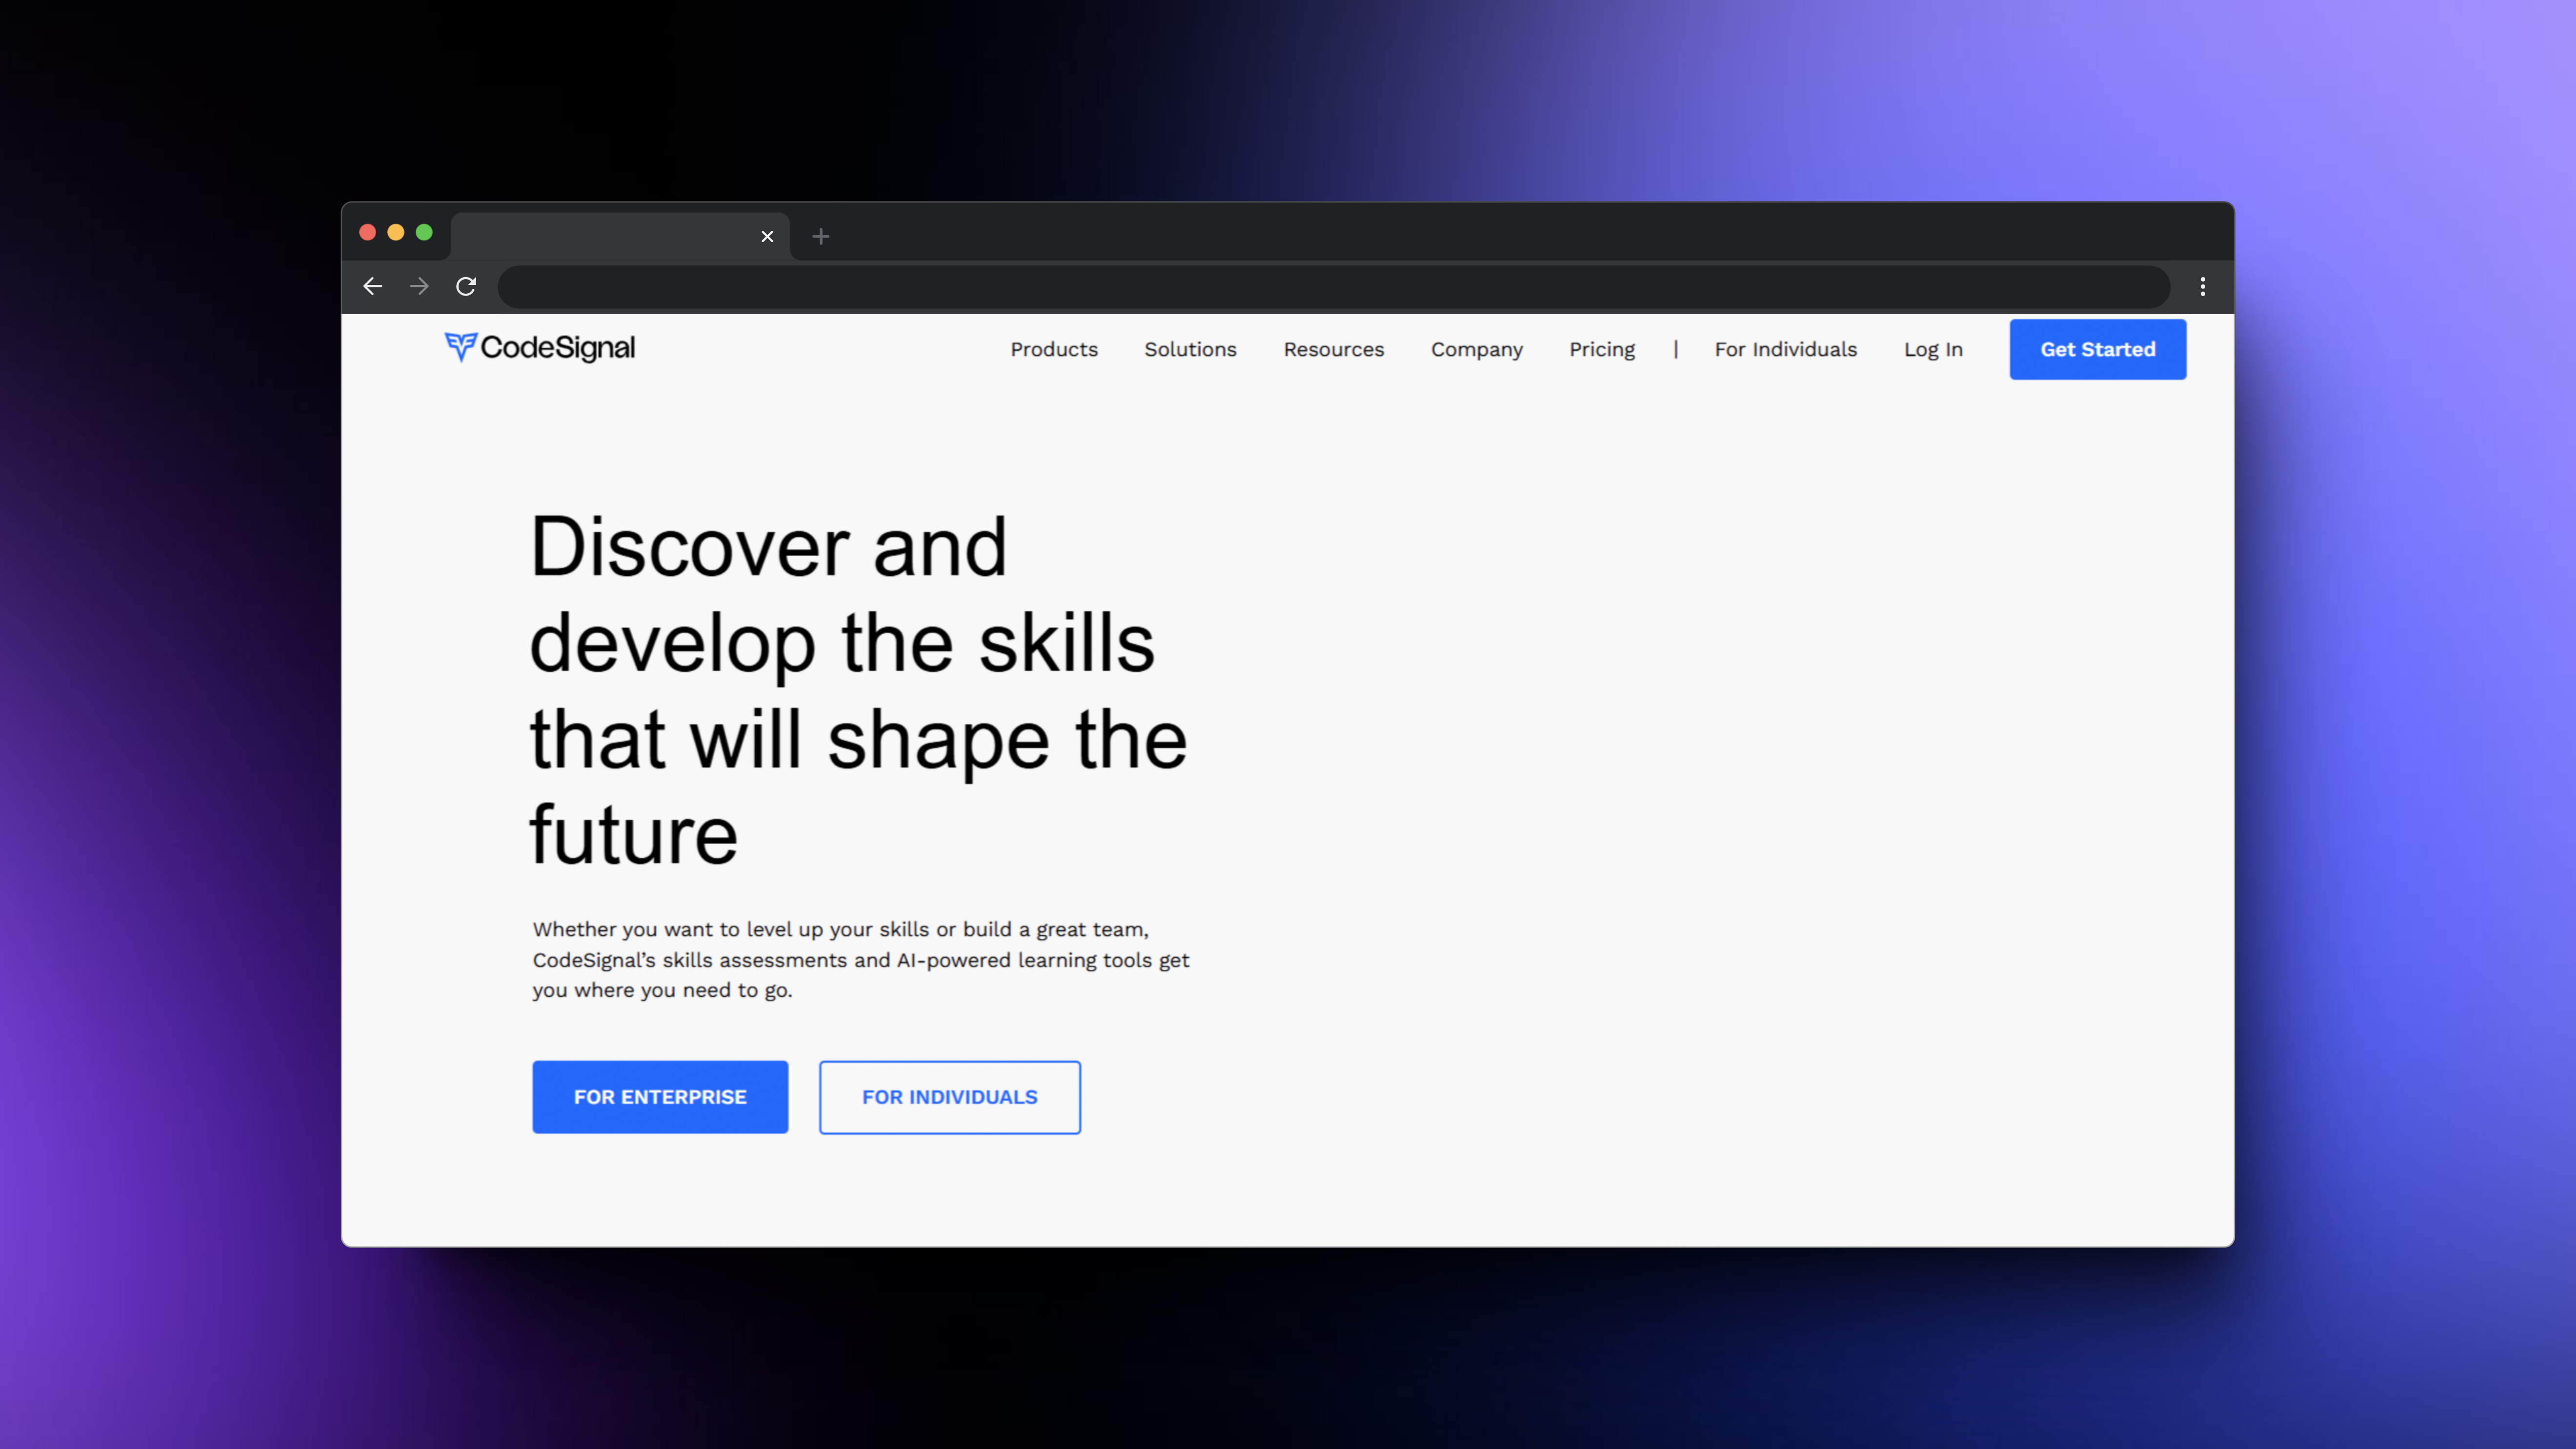 CodeSignal
Products Solutions Resources Company Pricing | For Individuals Log In Get Started
Discover and
develop the skills
that will shape the
future
Whether you want to level up your skills or build a great team,
CodeSignal’s skills assessments and AI-powered learning tools get
you where you need to go.
FOR ENTERPRISE FOR INDIVIDUALS